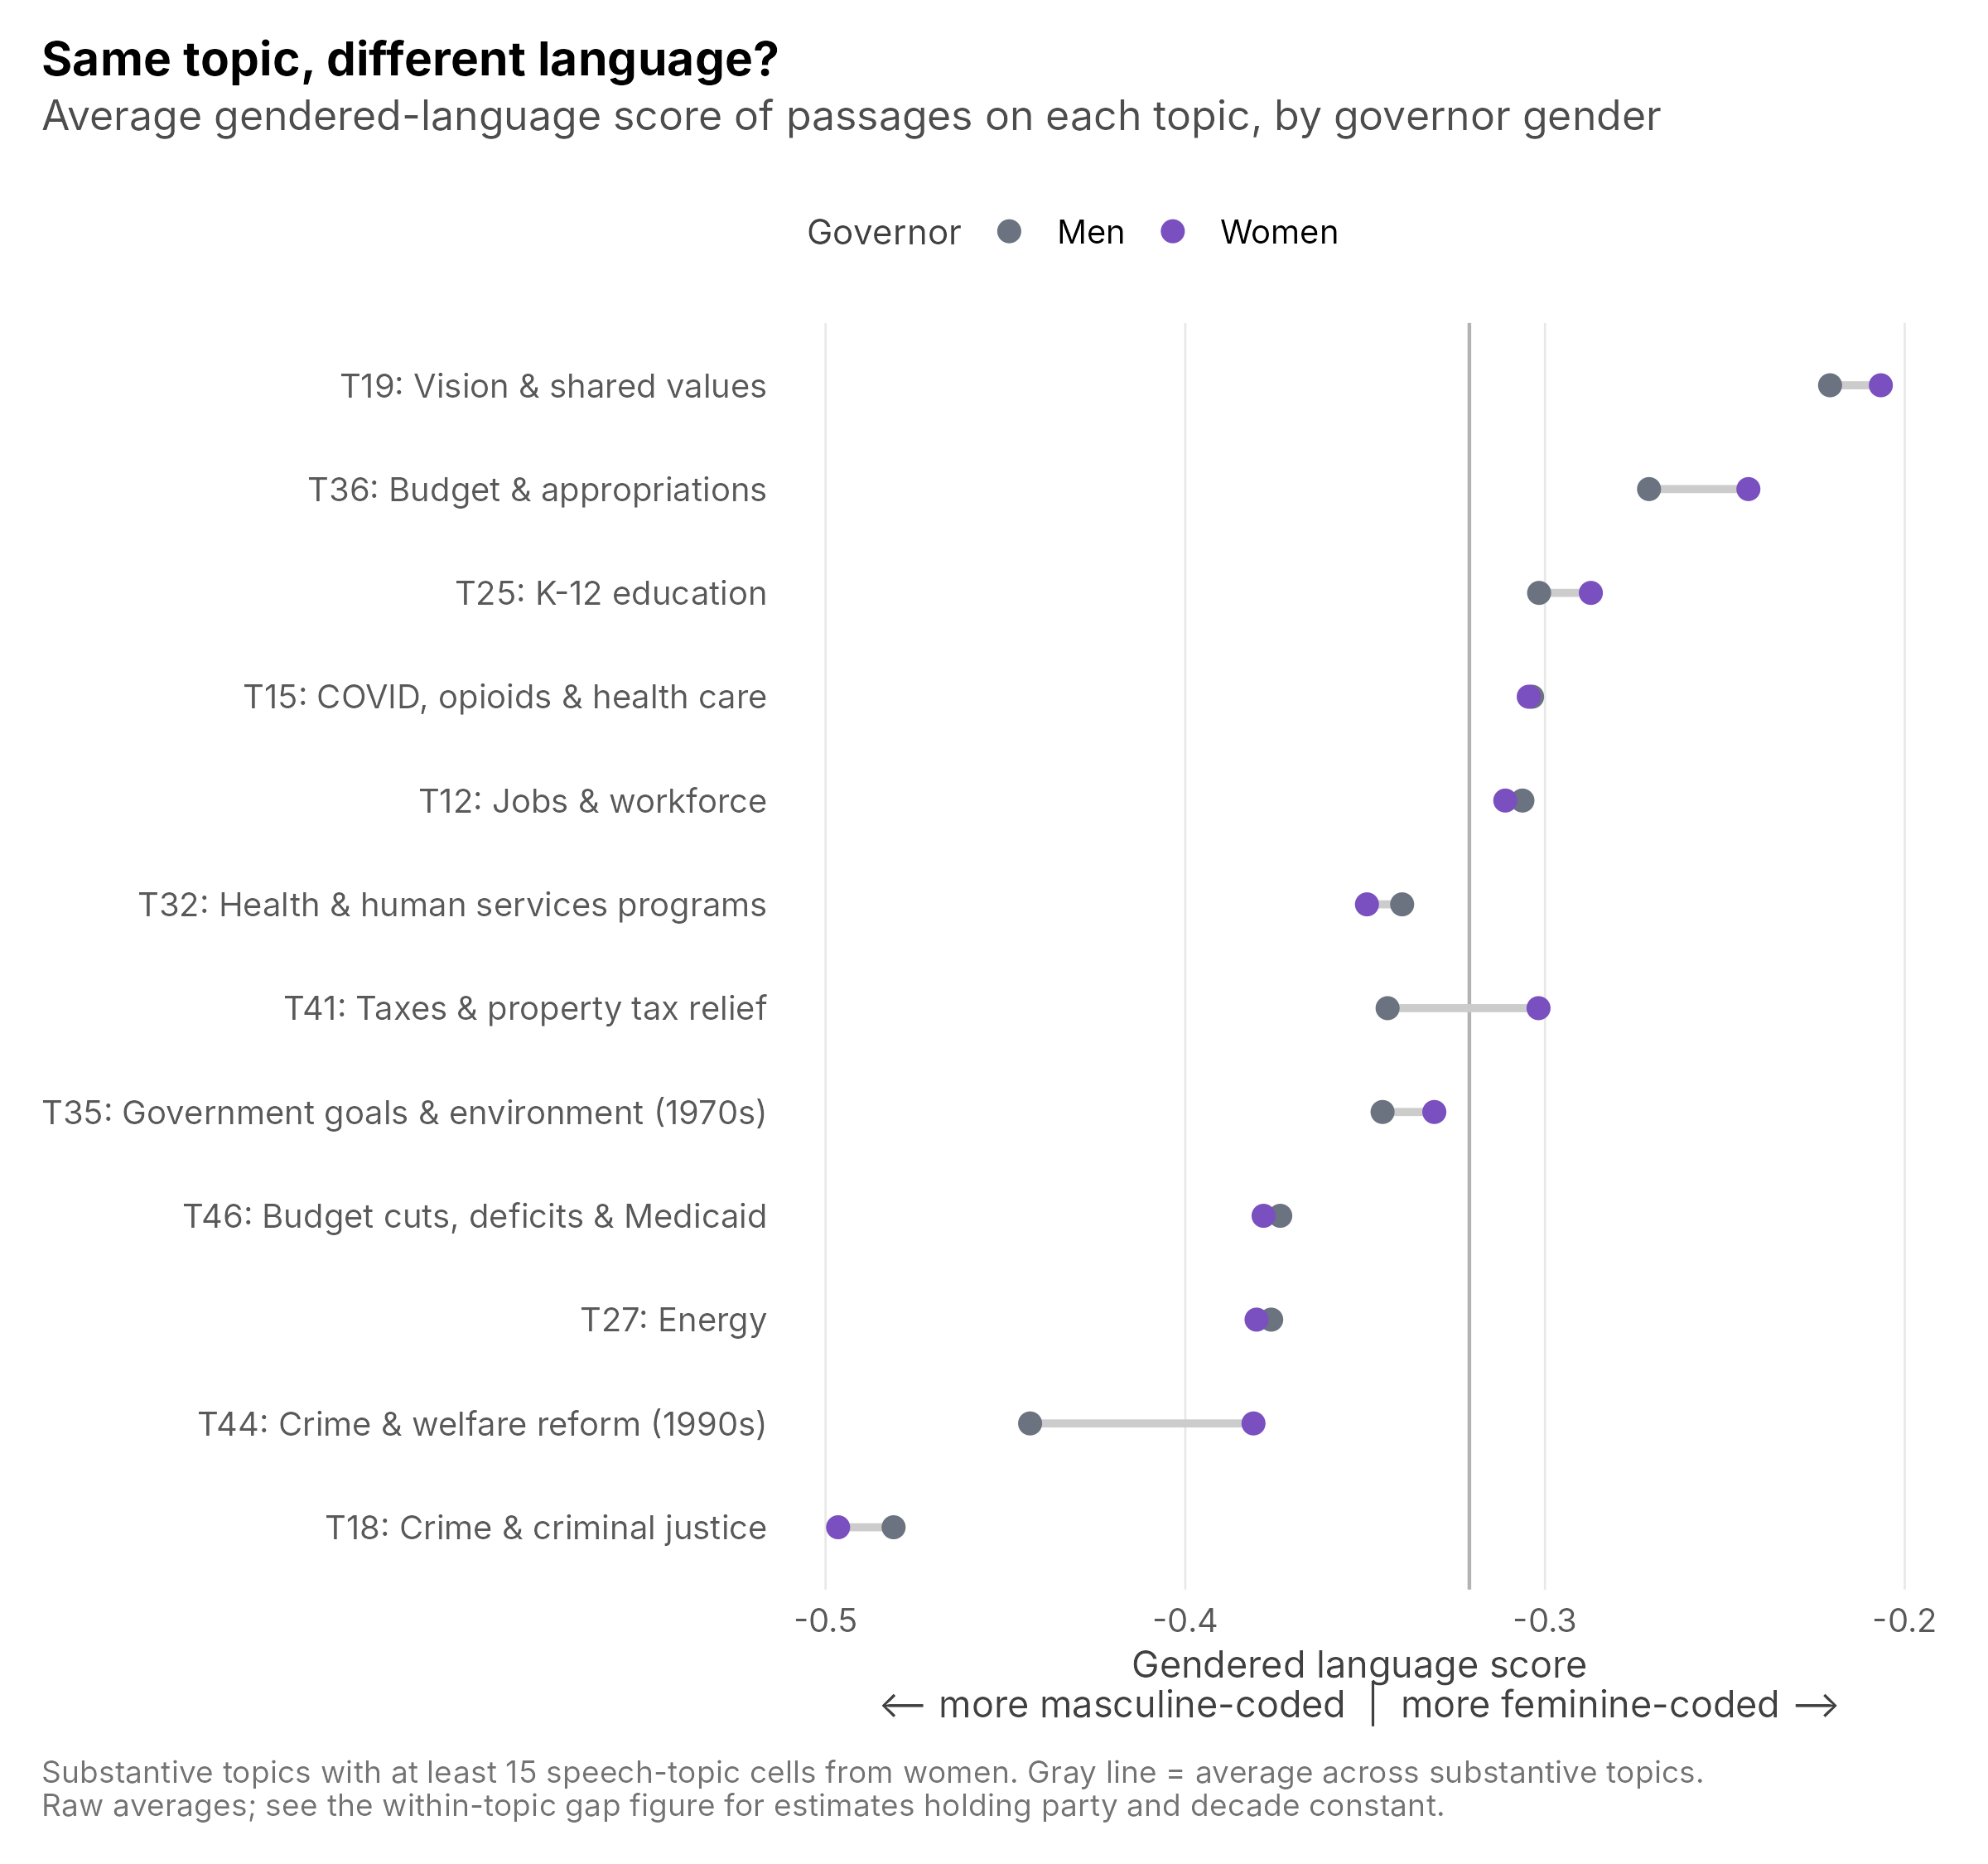 Same topic, different language?
Average gendered-language score of passages on each topic, by governor gender
Governor Men Women
T19: Vision & shared values
T36: Budget & appropriations
T25: K-12 education
T15: COVID, opioids & health care
T12: Jobs & workforce
T32: Health & human services programs
T41: Taxes & property tax relief
T35: Government goals & environment (1970s)
T46: Budget cuts, deficits & Medicaid
T27: Energy
T44: Crime & welfare reform (1990s)
T18: Crime & criminal justice
-0.5 -0.4 -0.3 -0.2
Gendered language score
← more masculine-coded | more feminine-coded →
Substantive topics with at least 15 speech-topic cells from women. Gray line = average across substantive topics.
Raw averages; see the within-topic gap figure for estimates holding party and decade constant.